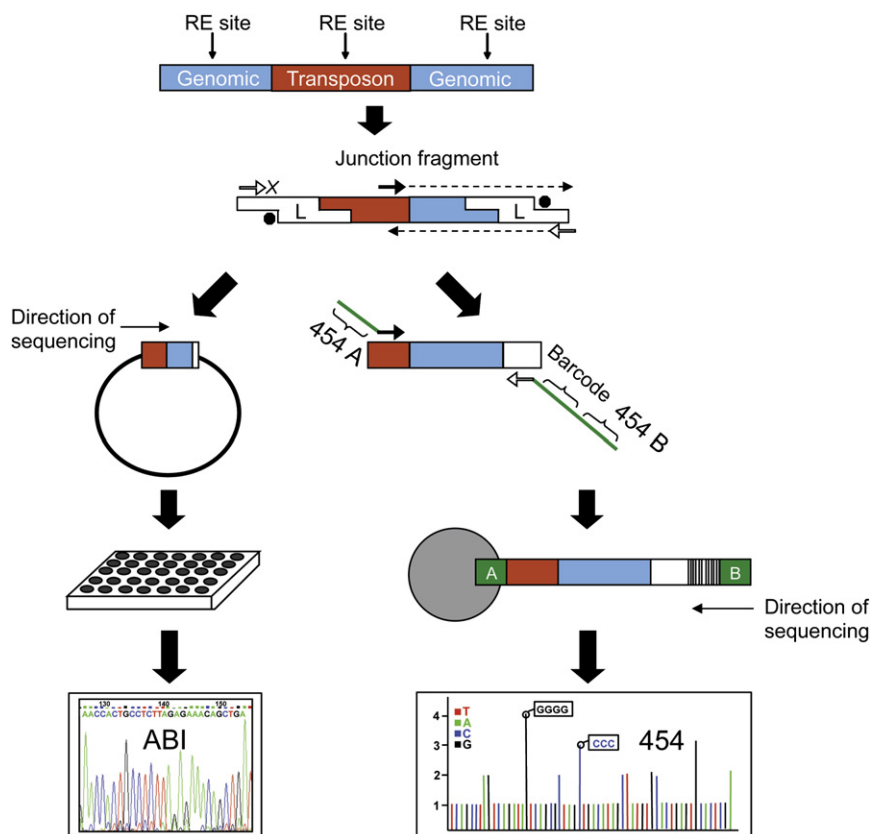 RE site RE site RE site
Genomic Transposon Genomic
Junction fragment
X
L L
Direction of
sequencing
454 A
Barcode 454 B
A B
Direction of
sequencing
130 140 150
AACCACTGCCTCTTAGAGAAACAGCTGA
ABI
4
3
2
1
T
A
C
G
GGGG
CCC
454